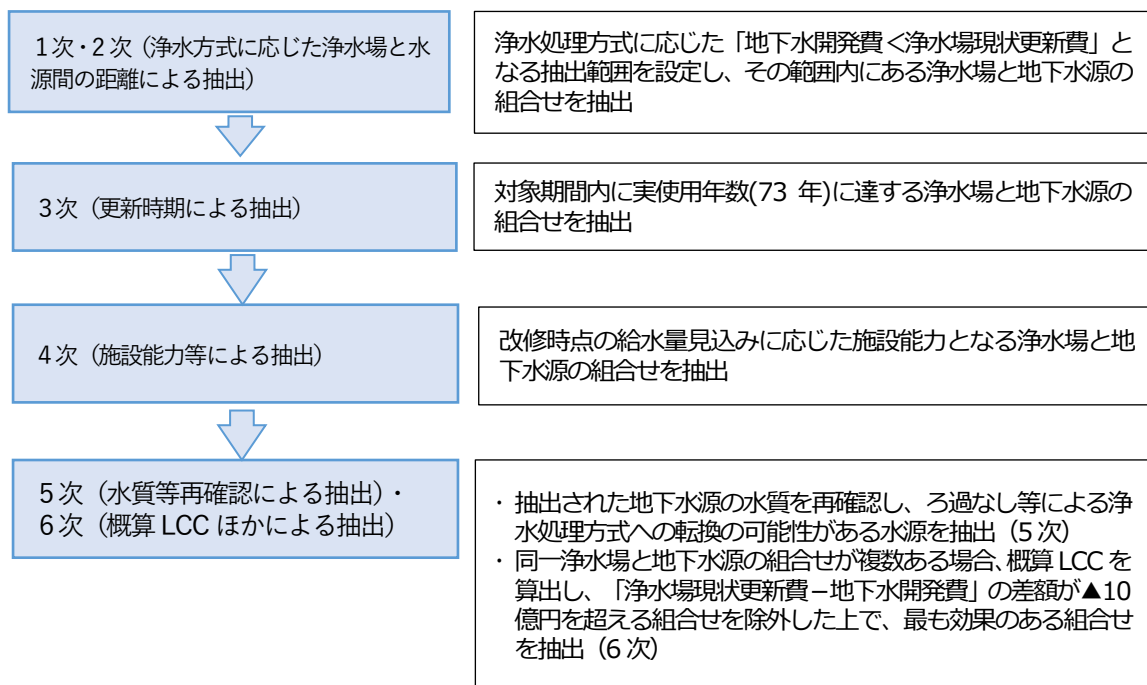 1次・2次（浄水方式に応じた浄水場と水
源間の距離による抽出）
浄水処理方式に応じた「地下水開発費＜浄水場現状更新費」と
なる抽出範囲を設定し、その範囲内にある浄水場と地下水源の
組合せを抽出
3次（更新時期による抽出）
対象期間内に実使用年数(73 年)に達する浄水場と地下水源の
組合せを抽出
4次（施設能力等による抽出）
改修時点の給水量見込みに応じた施設能力となる浄水場と地
下水源の組合せを抽出
5次（水質等再確認による抽出）・
6次（概算 LCC ほかによる抽出）
・ 抽出された地下水源の水質を再確認し、ろ過なし等による浄
水処理方式への転換の可能性がある水源を抽出（5次）
・ 同一浄水場と地下水源の組合せが複数ある場合、概算 LCC を
算出し、「浄水場現状更新費－地下水開発費」の差額が▲10
億円を超える組合せを除外した上で、最も効果のある組合せ
を抽出（6次）